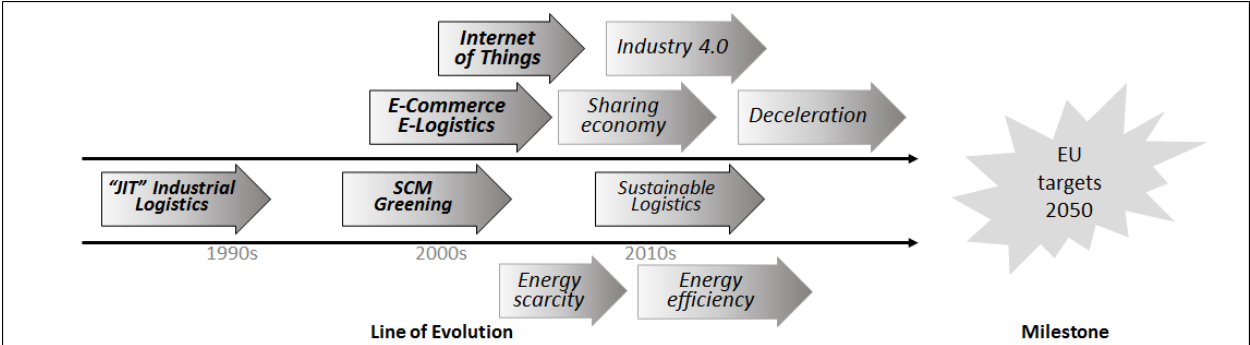 Internet
of Things
Industry 4.0
E-Commerce
E-Logistics
Sharing
economy
Deceleration
EU
targets
2050
“JIT” Industrial
Logistics
SCM
Greening
Sustainable
Logistics
1990s
2000s
2010s
Energy
scarcity
Energy
efficiency
Line of Evolution
Milestone